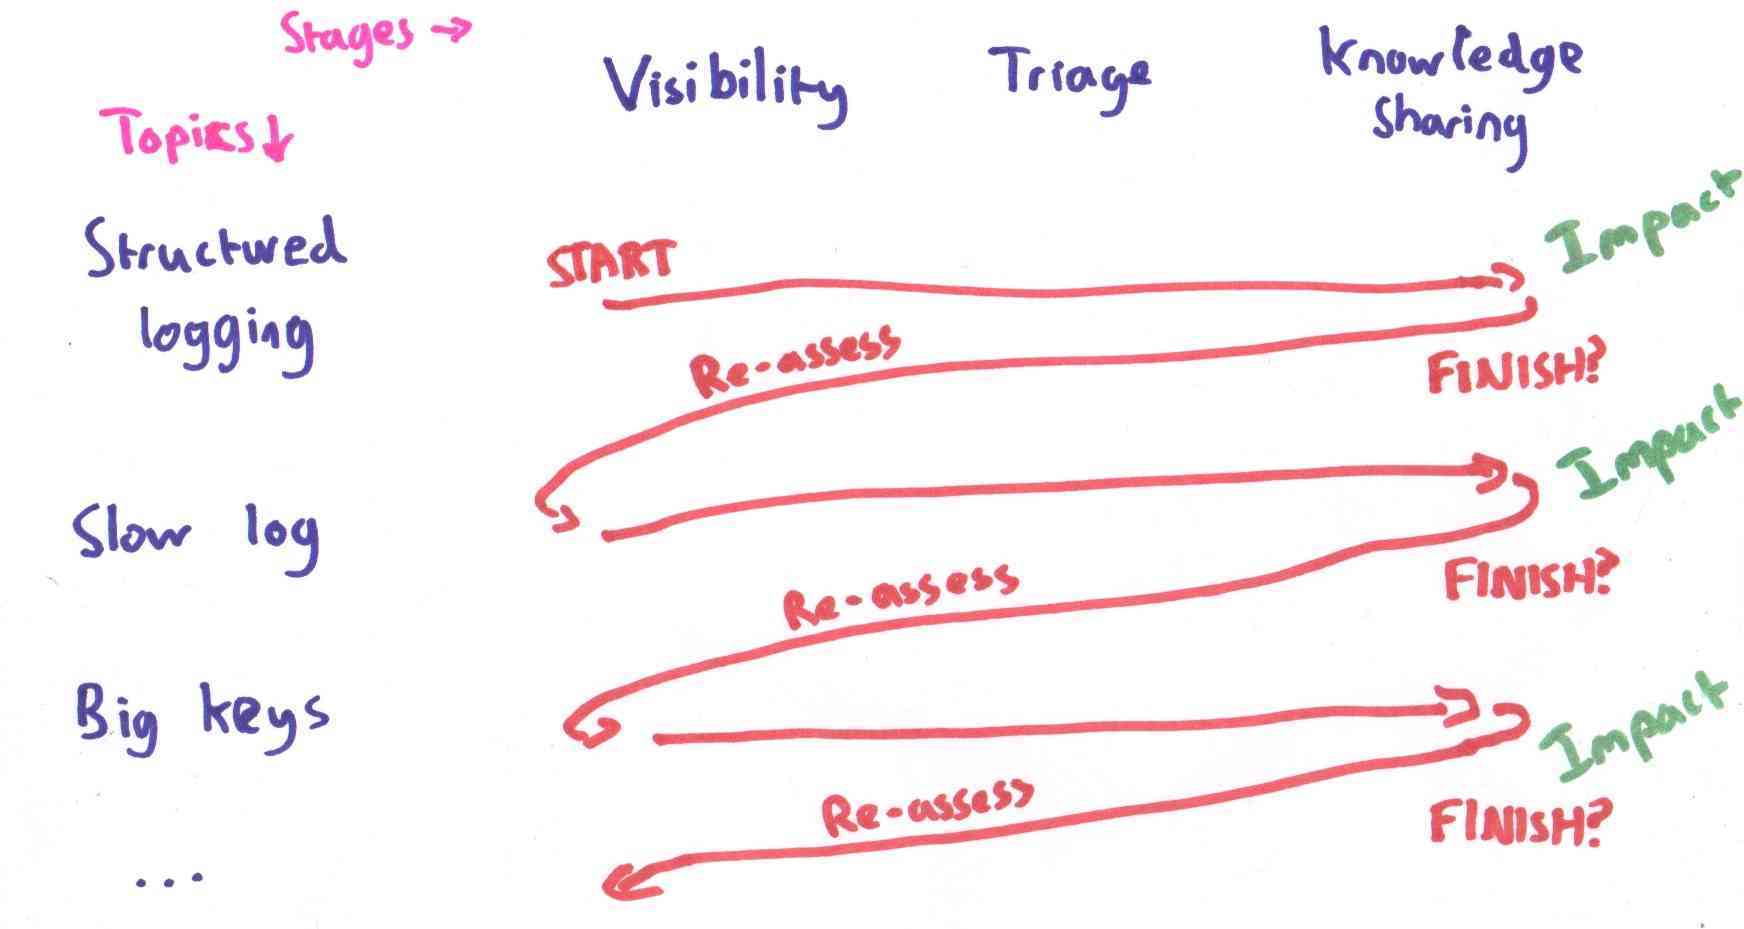 Stages →
Visibility
Triage
Knowledge
Sharing
Topics ↓
Structured
logging
START
Impact
Re-assess
FINISH?
Slow log
Impact
Re-assess
FINISH?
Big keys
Impact
Re-assess
FINISH?
...